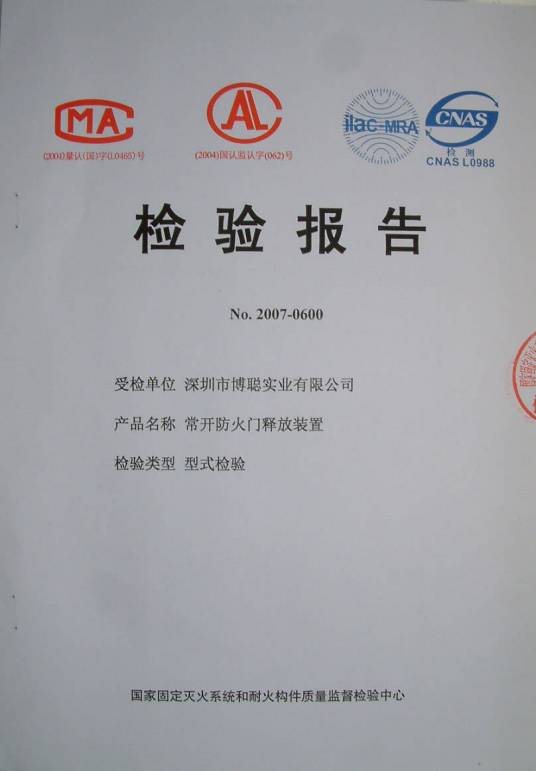 MA
(2004)量认(国)字(L0465)号
AL
(2004)国认监认字(062)号
ilac-MRA
CNAS
检测
CNAS L0988
检验报告
No. 2007-0600
受检单位 深圳市博聪实业有限公司
产品名称 常开防火门释放装置
检验类型 型式检验
国家固定灭火系统和耐火构件质量监督检验中心